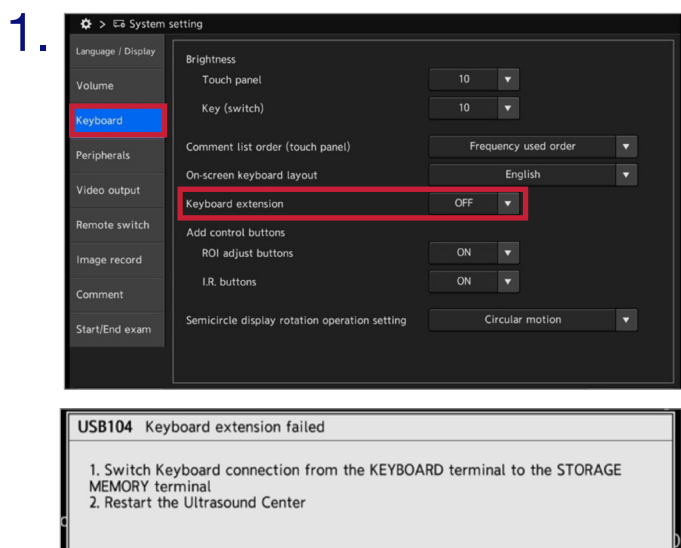 1.
> System setting
Language / Display
Volume
Keyboard
Peripherals
Video output
Remote switch
Image record
Comment
Start/End exam
Brightness
Touch panel 10
Key (switch) 10
Comment list order (touch panel) Frequency used order
On-screen keyboard layout English
Keyboard extension OFF
Add control buttons
ROI adjust buttons ON
I.R. buttons ON
Semicircle display rotation operation setting Circular motion
USB104 Keyboard extension failed
1. Switch Keyboard connection from the KEYBOARD terminal to the STORAGE
MEMORY terminal
2. Restart the Ultrasound Center